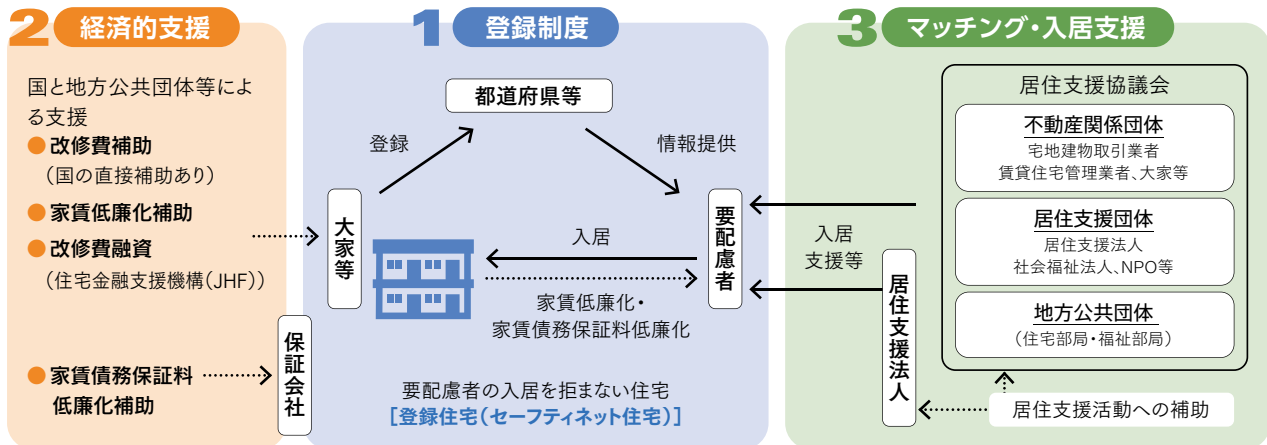 2 経済的支援
国と地方公共団体等によ
る支援
●改修費補助
（国の直接補助あり）
●家賃低廉化補助
●改修費融資
（住宅金融支援機構（JHF））
●家賃債務保証料
低廉化補助
保証会社
1 登録制度
都道府県等
登録
情報提供
大家等
要配慮者
入居
家賃低廉化・
家賃債務保証料低廉化
要配慮者の入居を拒まない住宅
［登録住宅（セーフティネット住宅）］
3 マッチング・入居支援
入居
支援等
居住支援法人
居住支援協議会
不動産関係団体
宅地建物取引業者
賃貸住宅管理業者、大家等
居住支援団体
居住支援法人
社会福祉法人、NPO等
地方公共団体
（住宅部局・福祉部局）
居住支援活動への補助